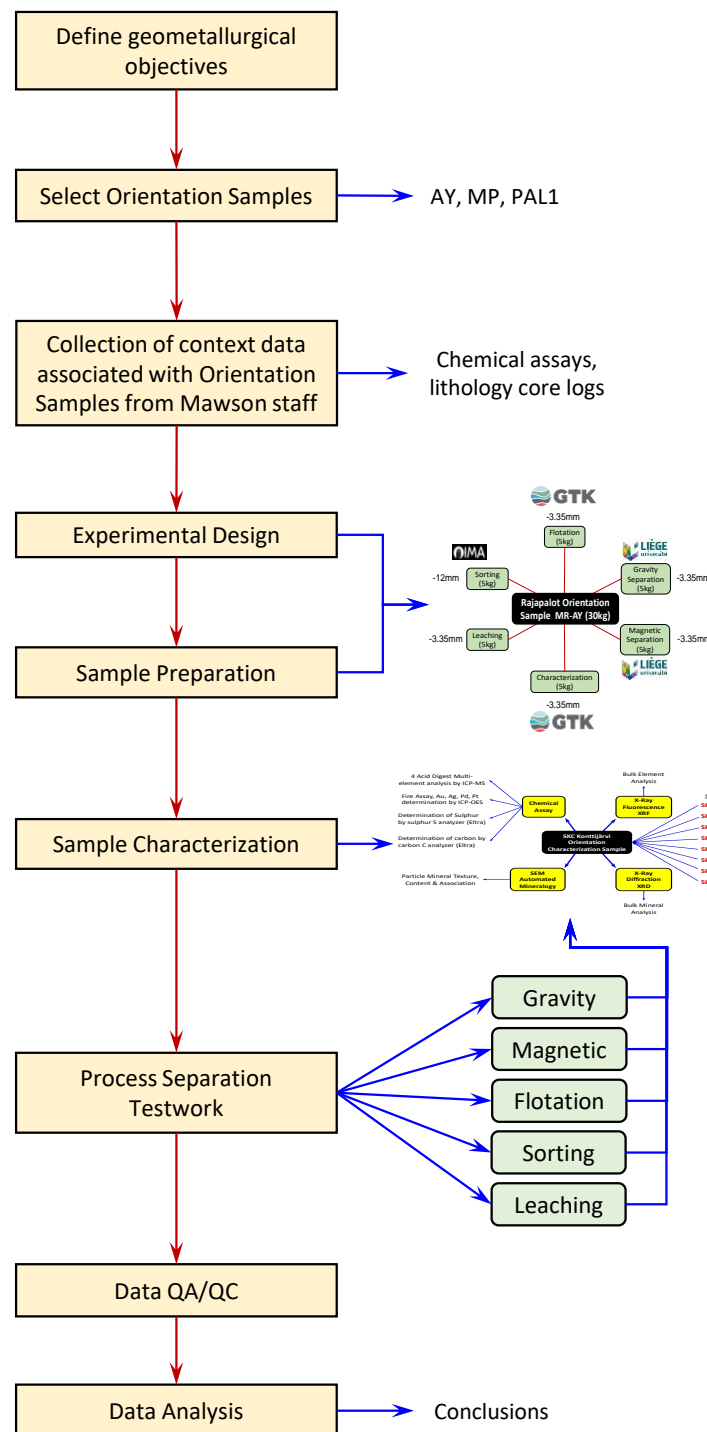 Define geometallurgical
objectives
Select Orientation Samples
AY, MP, PAL1
Collection of context data
associated with Orientation
Samples from Mawson staff
Chemical assays,
lithology core logs
Experimental Design
Sample Preparation
GTK
-3.35mm
Flotation
(5kg)
-12mm
Sorting
(5kg)
LIÈGE
université
Gravity
Separation
(5kg)
-3.35mm
Rajapalot Orientation
Sample MR-AY (30kg)
-3.35mm
Leaching
(5kg)
Magnetic
Separation
(5kg)
-3.35mm
LIÈGE
université
Characterization
(5kg)
-3.35mm
GTK
Sample Characterization
4 Acid Digest Multi-
element analysis by ICP-MS
Fire Assay, Au, Ag, Pd, Pt
determination by ICP-OES
Determination of Sulphur
by sulphur S analyzer (Eltra)
Determination of carbon by
carbon C analyzer (Eltra)
Chemical
Assay
Bulk Element
Analysis
X-Ray
Fluorescence
XRF
SKC Konttijärvi
Orientation
Characterization Sample
Particle Mineral Texture,
Content & Association
SEM
Automated
Mineralogy
X-Ray
Diffraction
XRD
Bulk Mineral
Analysis
Process Separation
Testwork
Gravity
Magnetic
Flotation
Sorting
Leaching
Data QA/QC
Data Analysis
Conclusions